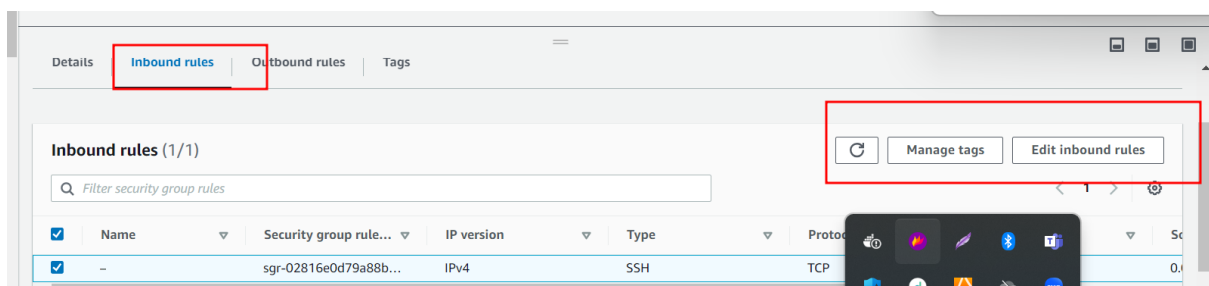 Details Inbound rules Outbound rules Tags
Inbound rules (1/1) Manage tags Edit inbound rules
Filter security group rules
1
Name Security group rule... IP version Type
– sgr-02816e0d79a88b... IPv4 SSH TCP